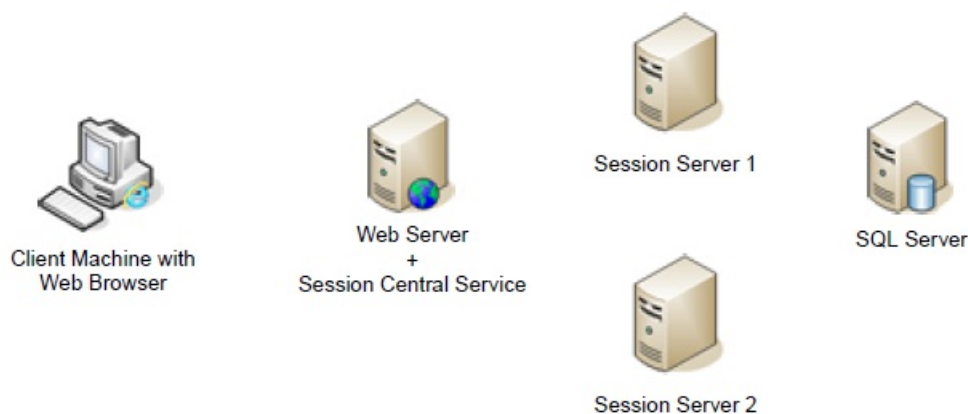 Client Machine with
Web Browser
Web Server
+
Session Central Service
Session Server 1
Session Server 2
SQL Server